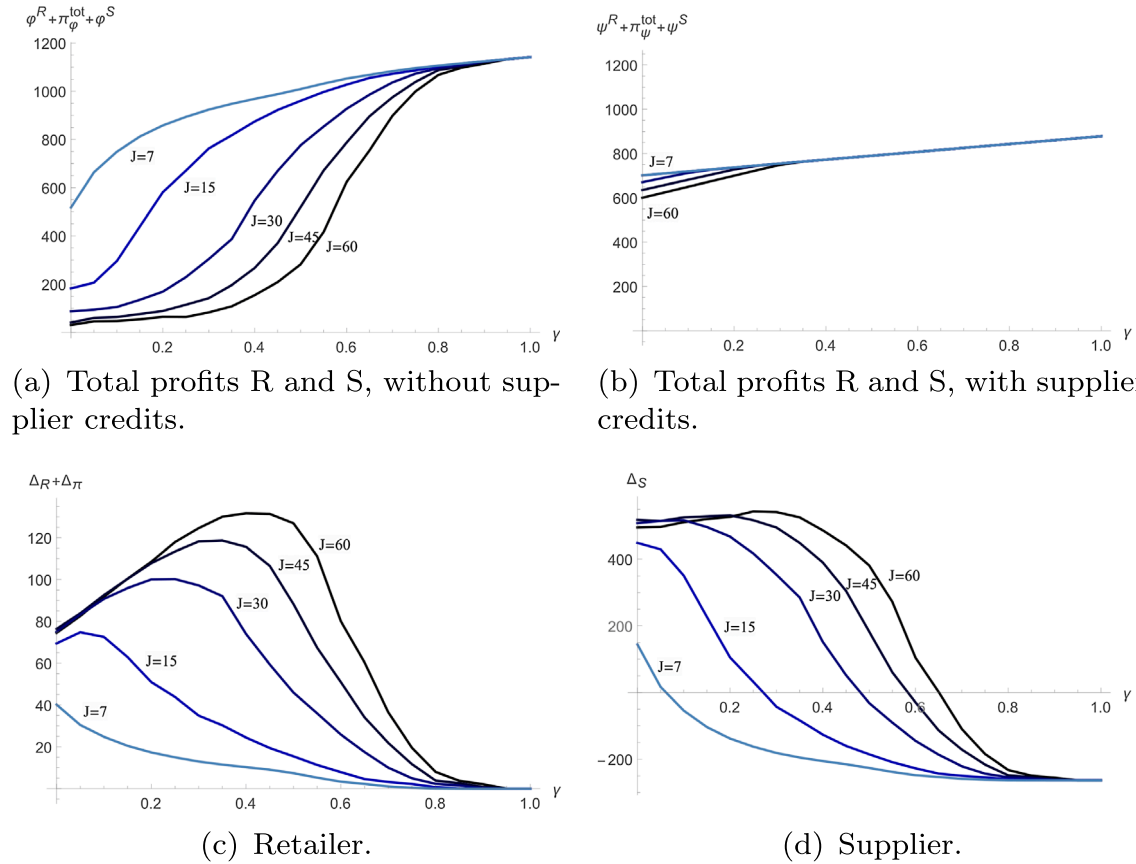 φ^R+π_φ^tot+φ^S
1200
1000
800
600
400
200
J=7
J=15
J=30
J=45
J=60
0.2 0.4 0.6 0.8 1.0 γ
(a) Total profits R and S, without sup-
plier credits.
ψ^R+π_ψ^tot+ψ^S
1200
1000
800
600
400
200
J=7
J=60
0.2 0.4 0.6 0.8 1.0 γ
(b) Total profits R and S, with supplier
credits.
Δ_R+Δ_π
120
100
80
60
40
20
J=60
J=45
J=30
J=15
J=7
0.2 0.4 0.6 0.8 1.0 γ
(c) Retailer.
Δ_S
400
200
-200
J=60
J=45
J=30
J=15
J=7
0.2 0.4 0.6 0.8 1.0 γ
(d) Supplier.